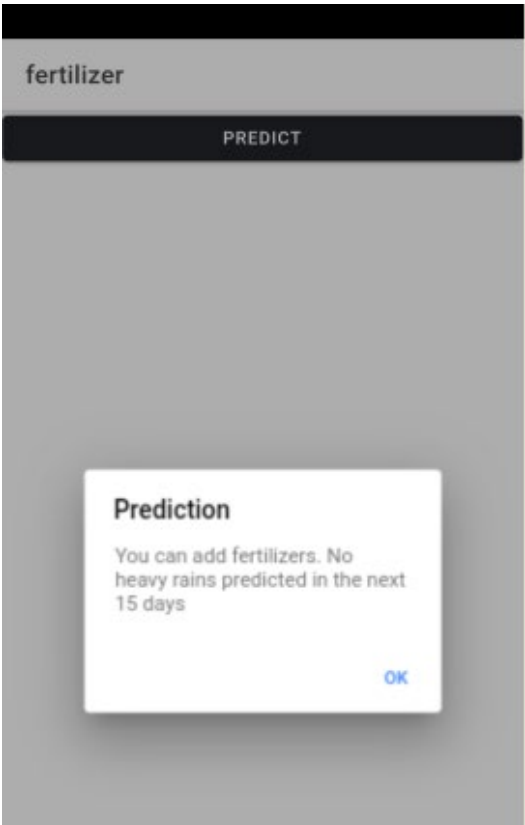 fertilizer
PREDICT
Prediction
You can add fertilizers. No
heavy rains predicted in the next
15 days
OK